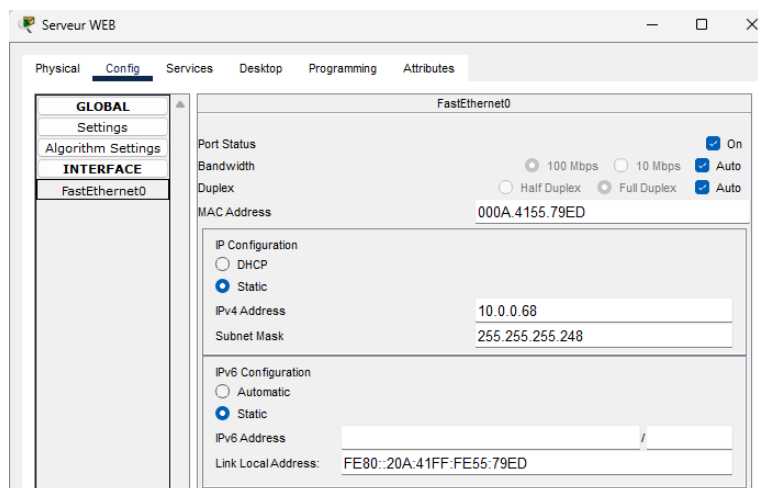 Serveur WEB
Physical Config Services Desktop Programming Attributes
GLOBAL
Settings
Algorithm Settings
INTERFACE
FastEthernet0
FastEthernet0
Port Status On
Bandwidth 100 Mbps 10 Mbps Auto
Duplex Half Duplex Full Duplex Auto
MAC Address 000A.4155.79ED
IP Configuration
DHCP
Static
IPv4 Address 10.0.0.68
Subnet Mask 255.255.255.248
IPv6 Configuration
Automatic
Static
IPv6 Address /
Link Local Address: FE80::20A:41FF:FE55:79ED